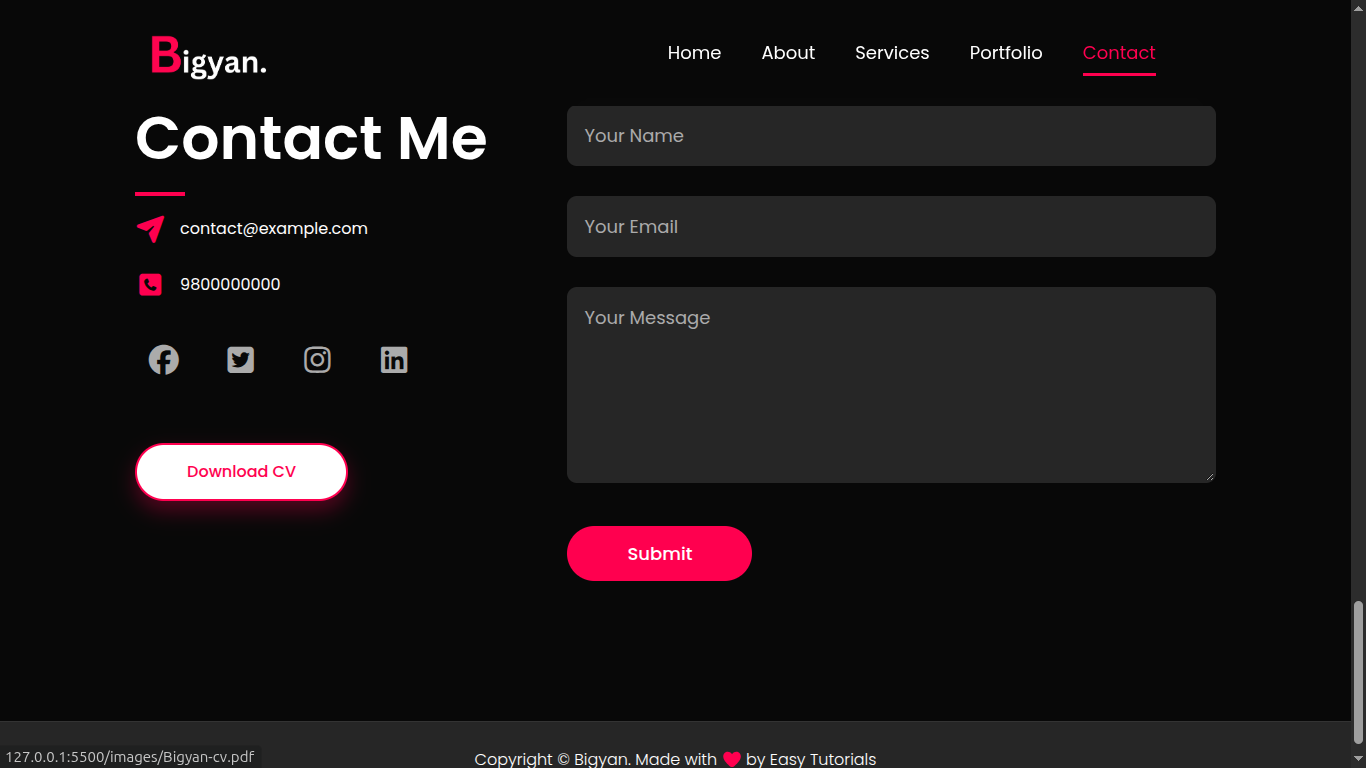 Bigyan.
Home About Services Portfolio Contact
Contact Me
contact@example.com
9800000000
Download CV
Your Name
Your Email
Your Message
Submit
Copyright © Bigyan. Made with ❤ by Easy Tutorials
127.0.0.1:5500/images/Bigyan-cv.pdf